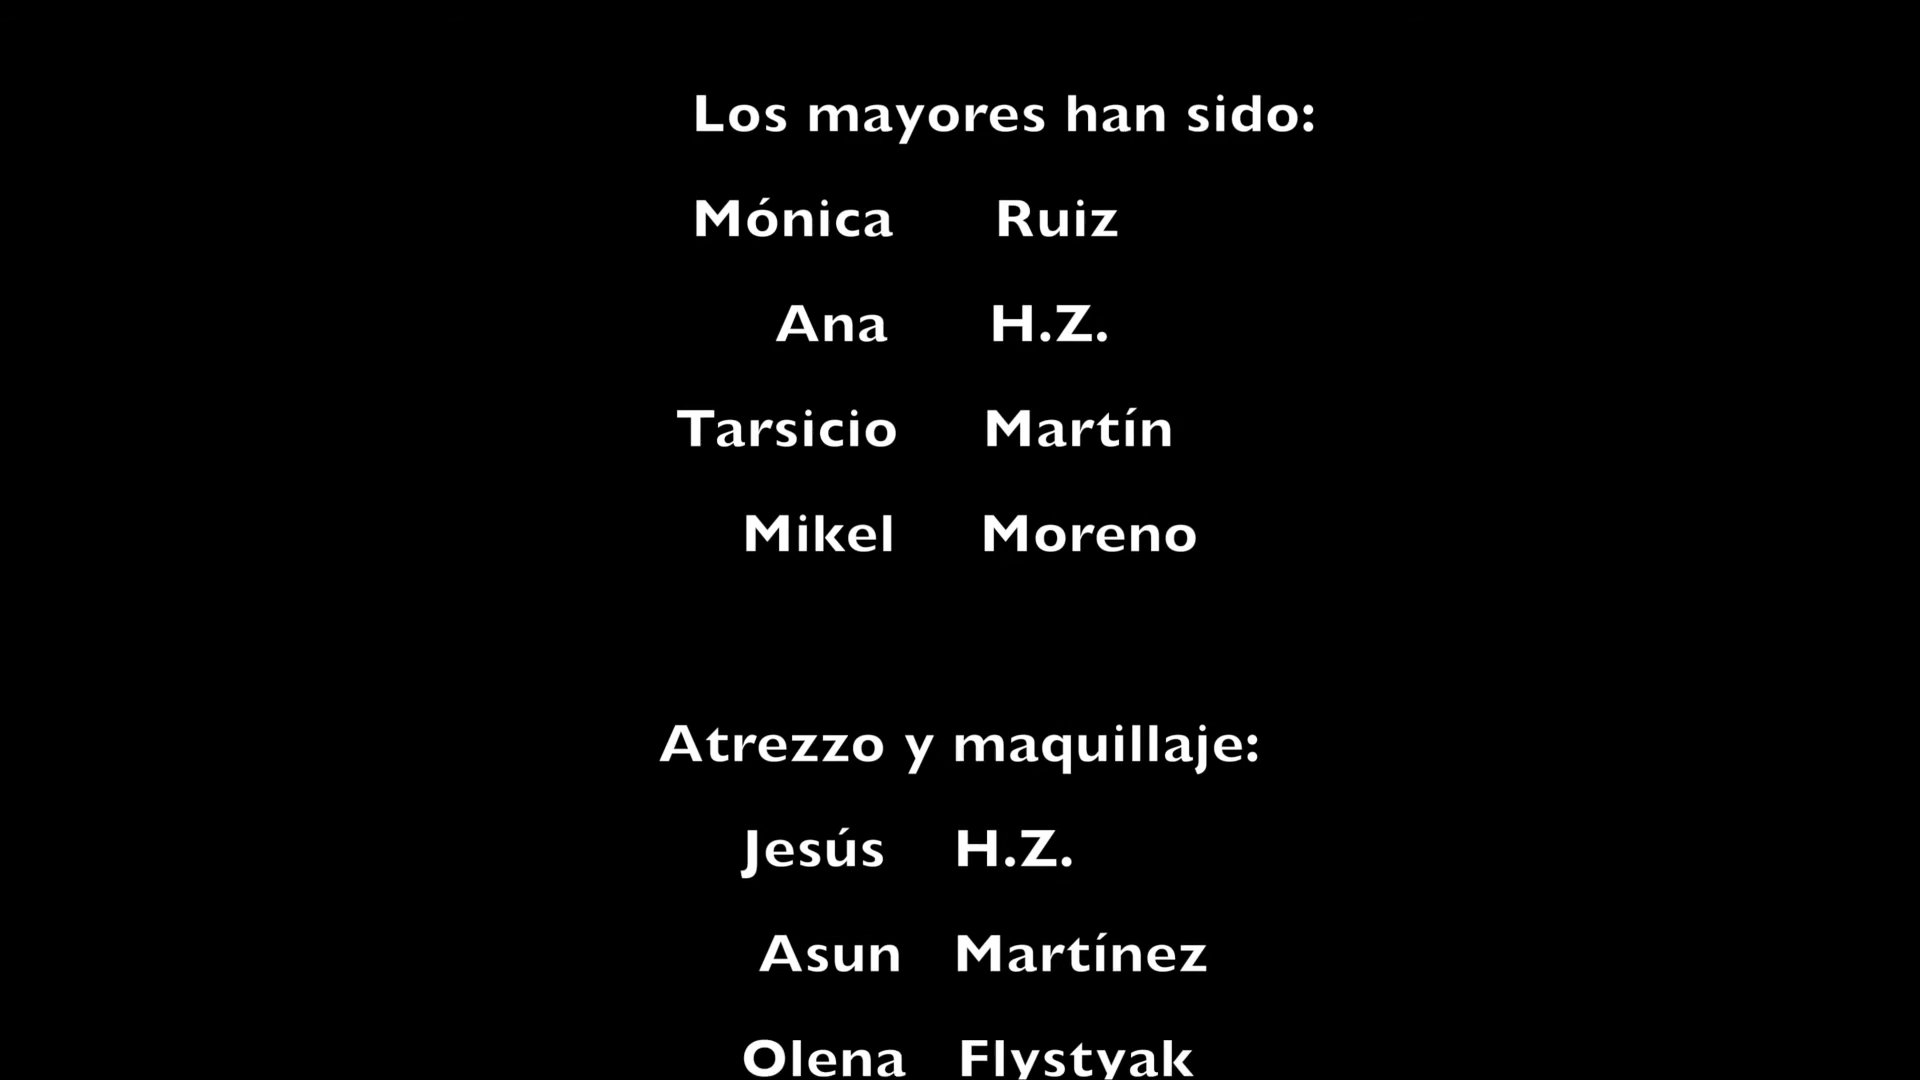 Los mayores han sido:
Mónica Ruiz
Ana H.Z.
Tarsicio Martín
Mikel Moreno
Atrezzo y maquillaje:
Jesús H.Z.
Asun Martínez
Olena Flystyak